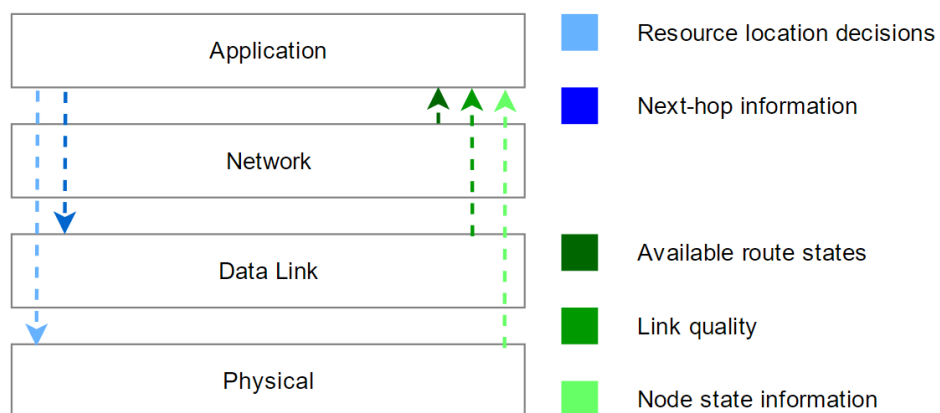 Application
Network
Data Link
Physical
Resource location decisions
Next-hop information
Available route states
Link quality
Node state information